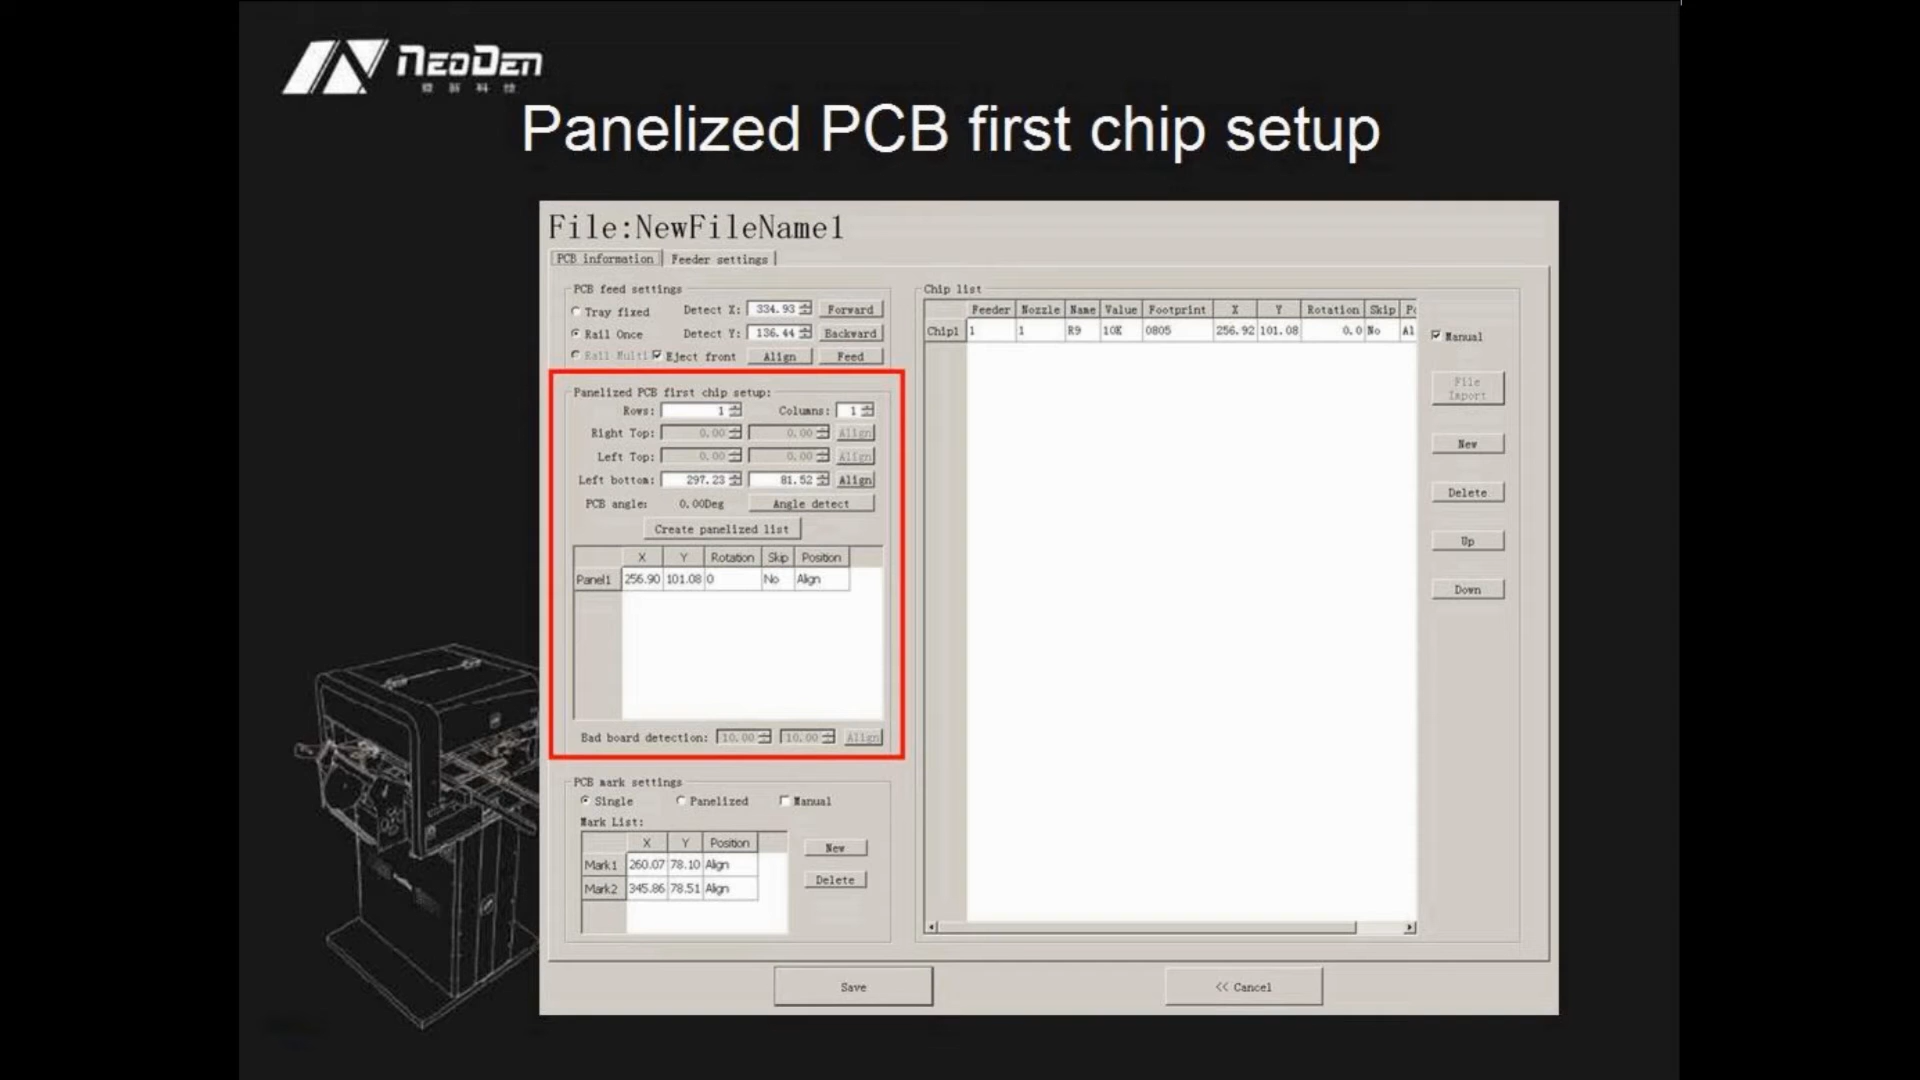 NEODEN
Panelized PCB first chip setup
File:NewFileName1
PCB information
Feeder settings
PCB feed settings
Tray fixed
Detect X: 334.93 Forward
Rail Once
Detect Y: 136.44 Backward
Rail Multi Eject front Align Feed
Panelized PCB first chip setup:
Rows: 1 Columns: 1
Right Top: 0.00 0.00 Align
Left Top: 0.00 0.00 Align
Left bottom: 297.23 81.52 Align
PCB angle: 0.00Deg Angle detect
Create panelized list
X Y Rotation Skip Position
Panel1 256.90 101.08 0 No Align
Bad board detection: 10.00 10.00 Align
PCB mark settings
Single Panelized Manual
Mark List:
X Y Position
Mark1 260.07 78.10 Align
Mark2 345.86 78.51 Align
New
Delete
Chip list
Feeder Nozzle Name Value Footprint X Y Rotation Skip Po
Chip1 1 1 R9 10K 0805 256.92 101.08 0.0 No Al
Manual
File
Import
New
Delete
Up
Down
Save
<< Cancel